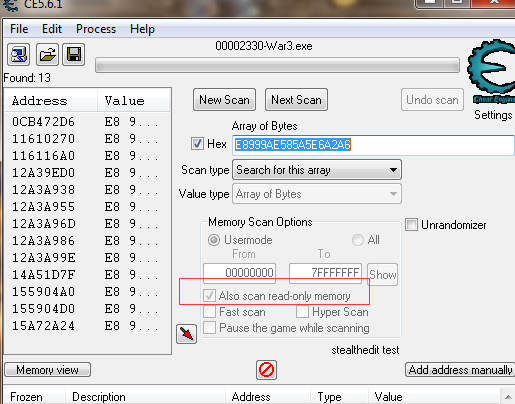 CE5.6.1
File Edit Process Help
00002330-War3.exe
Found: 13
Cheat Engine
Settings
Address Value
0CB472D6 E8 9...
11610270 E8 9...
116116A0 E8 9...
12A39ED0 E8 9...
12A3A938 E8 9...
12A3A955 E8 9...
12A3A96D E8 9...
12A3A986 E8 9...
12A3A99E E8 9...
14A51D7F E8 9...
155904A0 E8 9...
155904D0 E8 9...
15A72A24 E8 9...
New Scan Next Scan Undo scan
Array of Bytes
Hex E8999AE585A5E6A2A6
Scan type Search for this array
Value type Array of Bytes
Memory Scan Options
Usermode All
From To
00000000 7FFFFFFF Show
Also scan read-only memory
Fast scan Hyper Scan
Pause the game while scanning
Unrandomizer
stealthedit test
Memory view Add address manually
Frozen Description Address Type Value